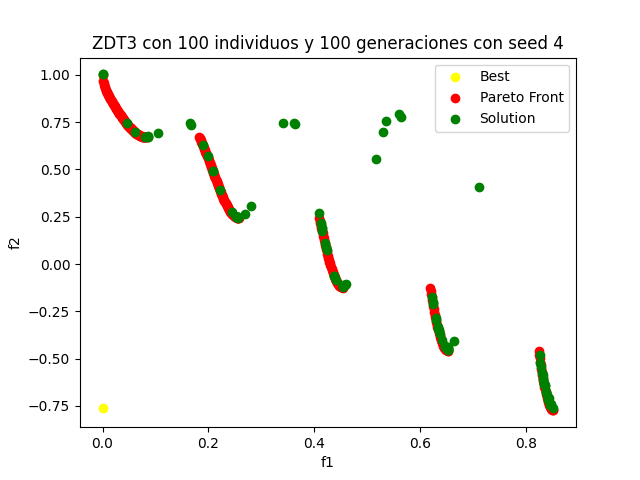 ZDT3 con 100 individuos y 100 generaciones con seed 4
Best
Pareto Front
Solution
1.00
0.75
0.50
0.25
0.00
−0.25
−0.50
−0.75
f2
0.0 0.2 0.4 0.6 0.8
f1